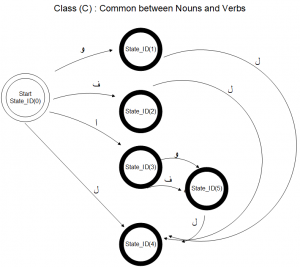 Class (C) : Common between Nouns and Verbs
و
State_ID(1)
ل
Start
State_ID(0)
ف
State_ID(2)
ل
ا
State_ID(3)
و
ف
State_ID(5)
ل
ل
State_ID(4)